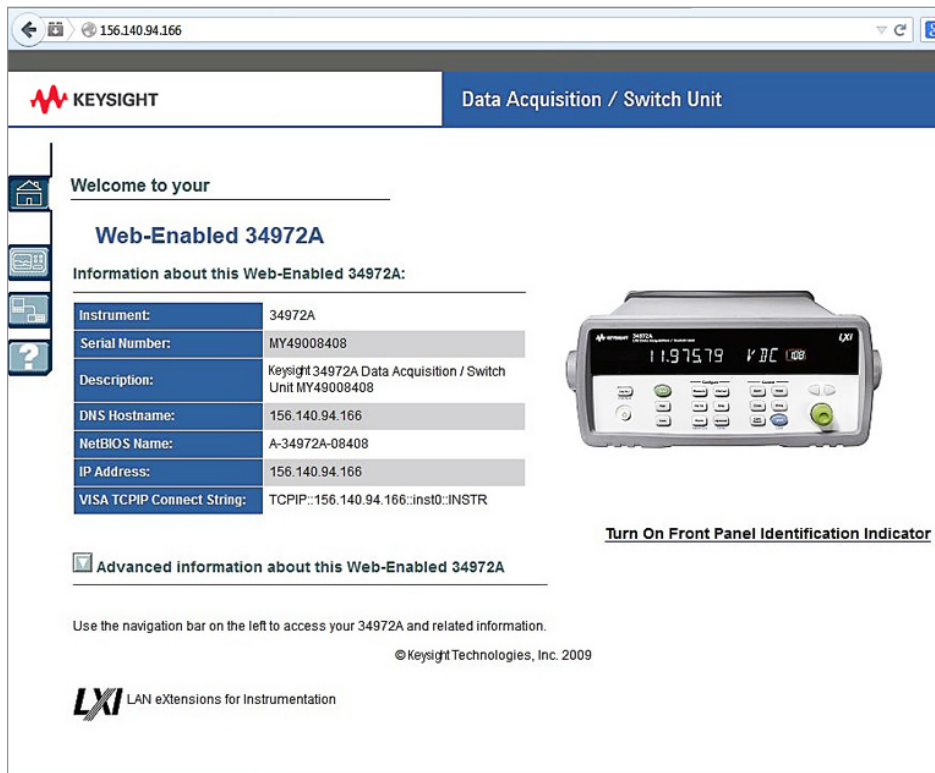 156.140.94.166
KEYSIGHT
Data Acquisition / Switch Unit
Welcome to your
Web-Enabled 34972A
Information about this Web-Enabled 34972A:
Instrument: 34972A
Serial Number: MY49008408
Description: Keysight 34972A Data Acquisition / Switch
Unit MY49008408
DNS Hostname: 156.140.94.166
NetBIOS Name: A-34972A-08408
IP Address: 156.140.94.166
VISA TCPIP Connect String: TCPIP::156.140.94.166::inst0::INSTR
KEYSIGHT 34972A LXI
11.97579 VDC 108
Turn On Front Panel Identification Indicator
Advanced information about this Web-Enabled 34972A
Use the navigation bar on the left to access your 34972A and related information.
© Keysight Technologies, Inc. 2009
LXI LAN eXtensions for Instrumentation